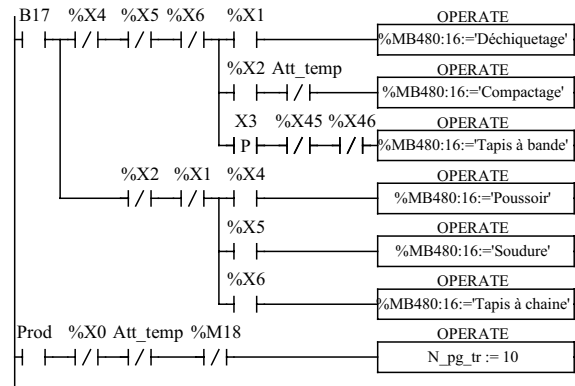 B17 %X4 %X5 %X6 %X1 OPERATE
%MB480:16:='Déchiquetage'
%X2 Att_temp OPERATE
%MB480:16:='Compactage'
X3 %X45 %X46 OPERATE
P %MB480:16:='Tapis à bande'
%X2 %X1 %X4 OPERATE
%MB480:16:='Poussoir'
%X5 OPERATE
%MB480:16:='Soudure'
%X6 OPERATE
%MB480:16:='Tapis à chaine'
Prod %X0 Att_temp %M18 OPERATE
N_pg_tr := 10